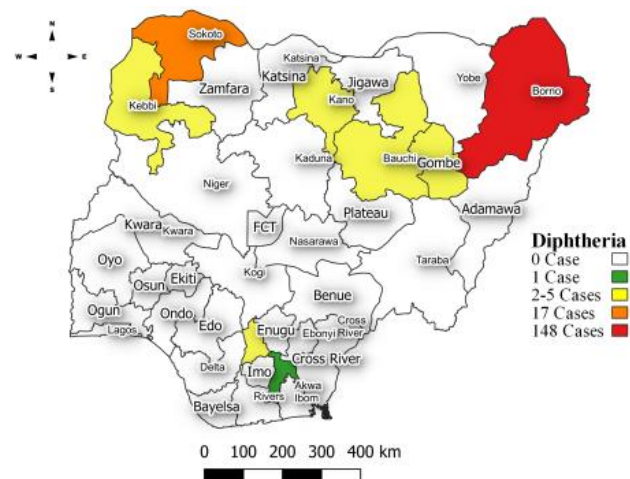 N
W E
S
Sokoto
Katsina
Katsina
Jigawa
Yobe
Borno
Zamfara
Kebbi
Kano
Kaduna
Bauchi
Gombe
Niger
Adamawa
Plateau
Kwara
Kwara
FCT
Nasarawa
Taraba
Oyo
Kogi
Osun
Ekiti
Benue
Ogun
Ondo
Edo
Enugu
Ebonyi
Cross
River
Lagos
Cross River
Delta
Imo
Akwa
Ibom
Rivers
Bayelsa
Diphtheria
0 Case
1 Case
2-5 Cases
17 Cases
148 Cases
0 100 200 300 400 km